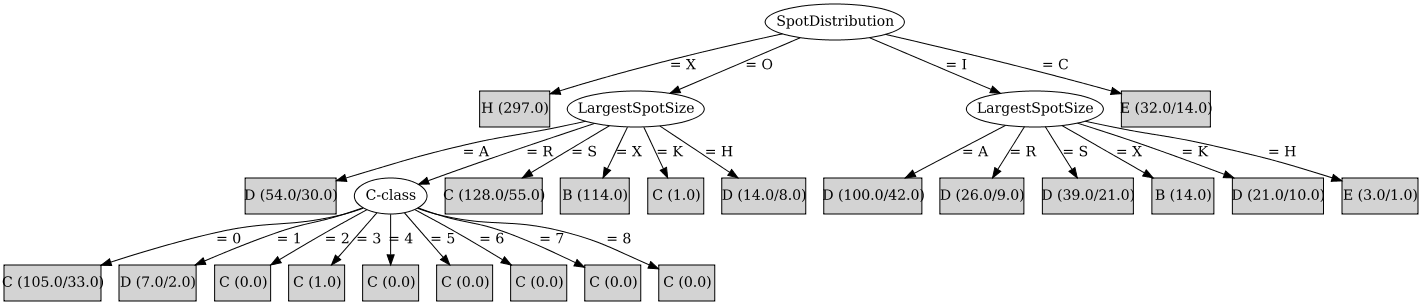 SpotDistribution
= X
= O
= I
= C
H (297.0)
LargestSpotSize
LargestSpotSize
E (32.0/14.0)
= A
= R
= S
= X
= K
= H
= A
= R
= S
= X
= K
= H
D (54.0/30.0)
C-class
C (128.0/55.0)
B (114.0)
C (1.0)
D (14.0/8.0)
D (100.0/42.0)
D (26.0/9.0)
D (39.0/21.0)
B (14.0)
D (21.0/10.0)
E (3.0/1.0)
= 0
= 1
= 2
= 3
= 4
= 5
= 6
= 7
= 8
C (105.0/33.0)
D (7.0/2.0)
C (0.0)
C (1.0)
C (0.0)
C (0.0)
C (0.0)
C (0.0)
C (0.0)